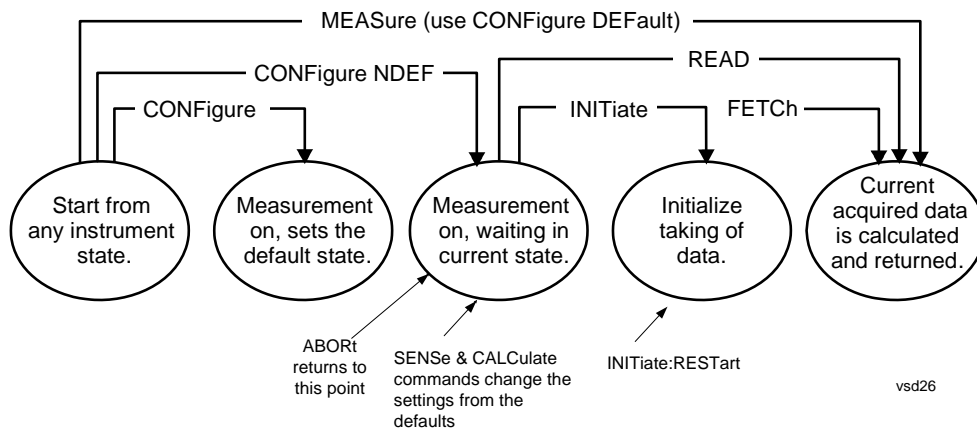 MEASure (use CONFigure DEFault)
CONFigure NDEF
READ
CONFigure
INITiate
FETCh
Start from
any instrument
state.
Measurement
on, sets the
default state.
Measurement
on, waiting in
current state.
Initialize
taking of
data.
Current
acquired data
is calculated
and returned.
ABORt
returns to
this point
SENSe & CALCulate
commands change the
settings from the
defaults
INITiate:RESTart
vsd26